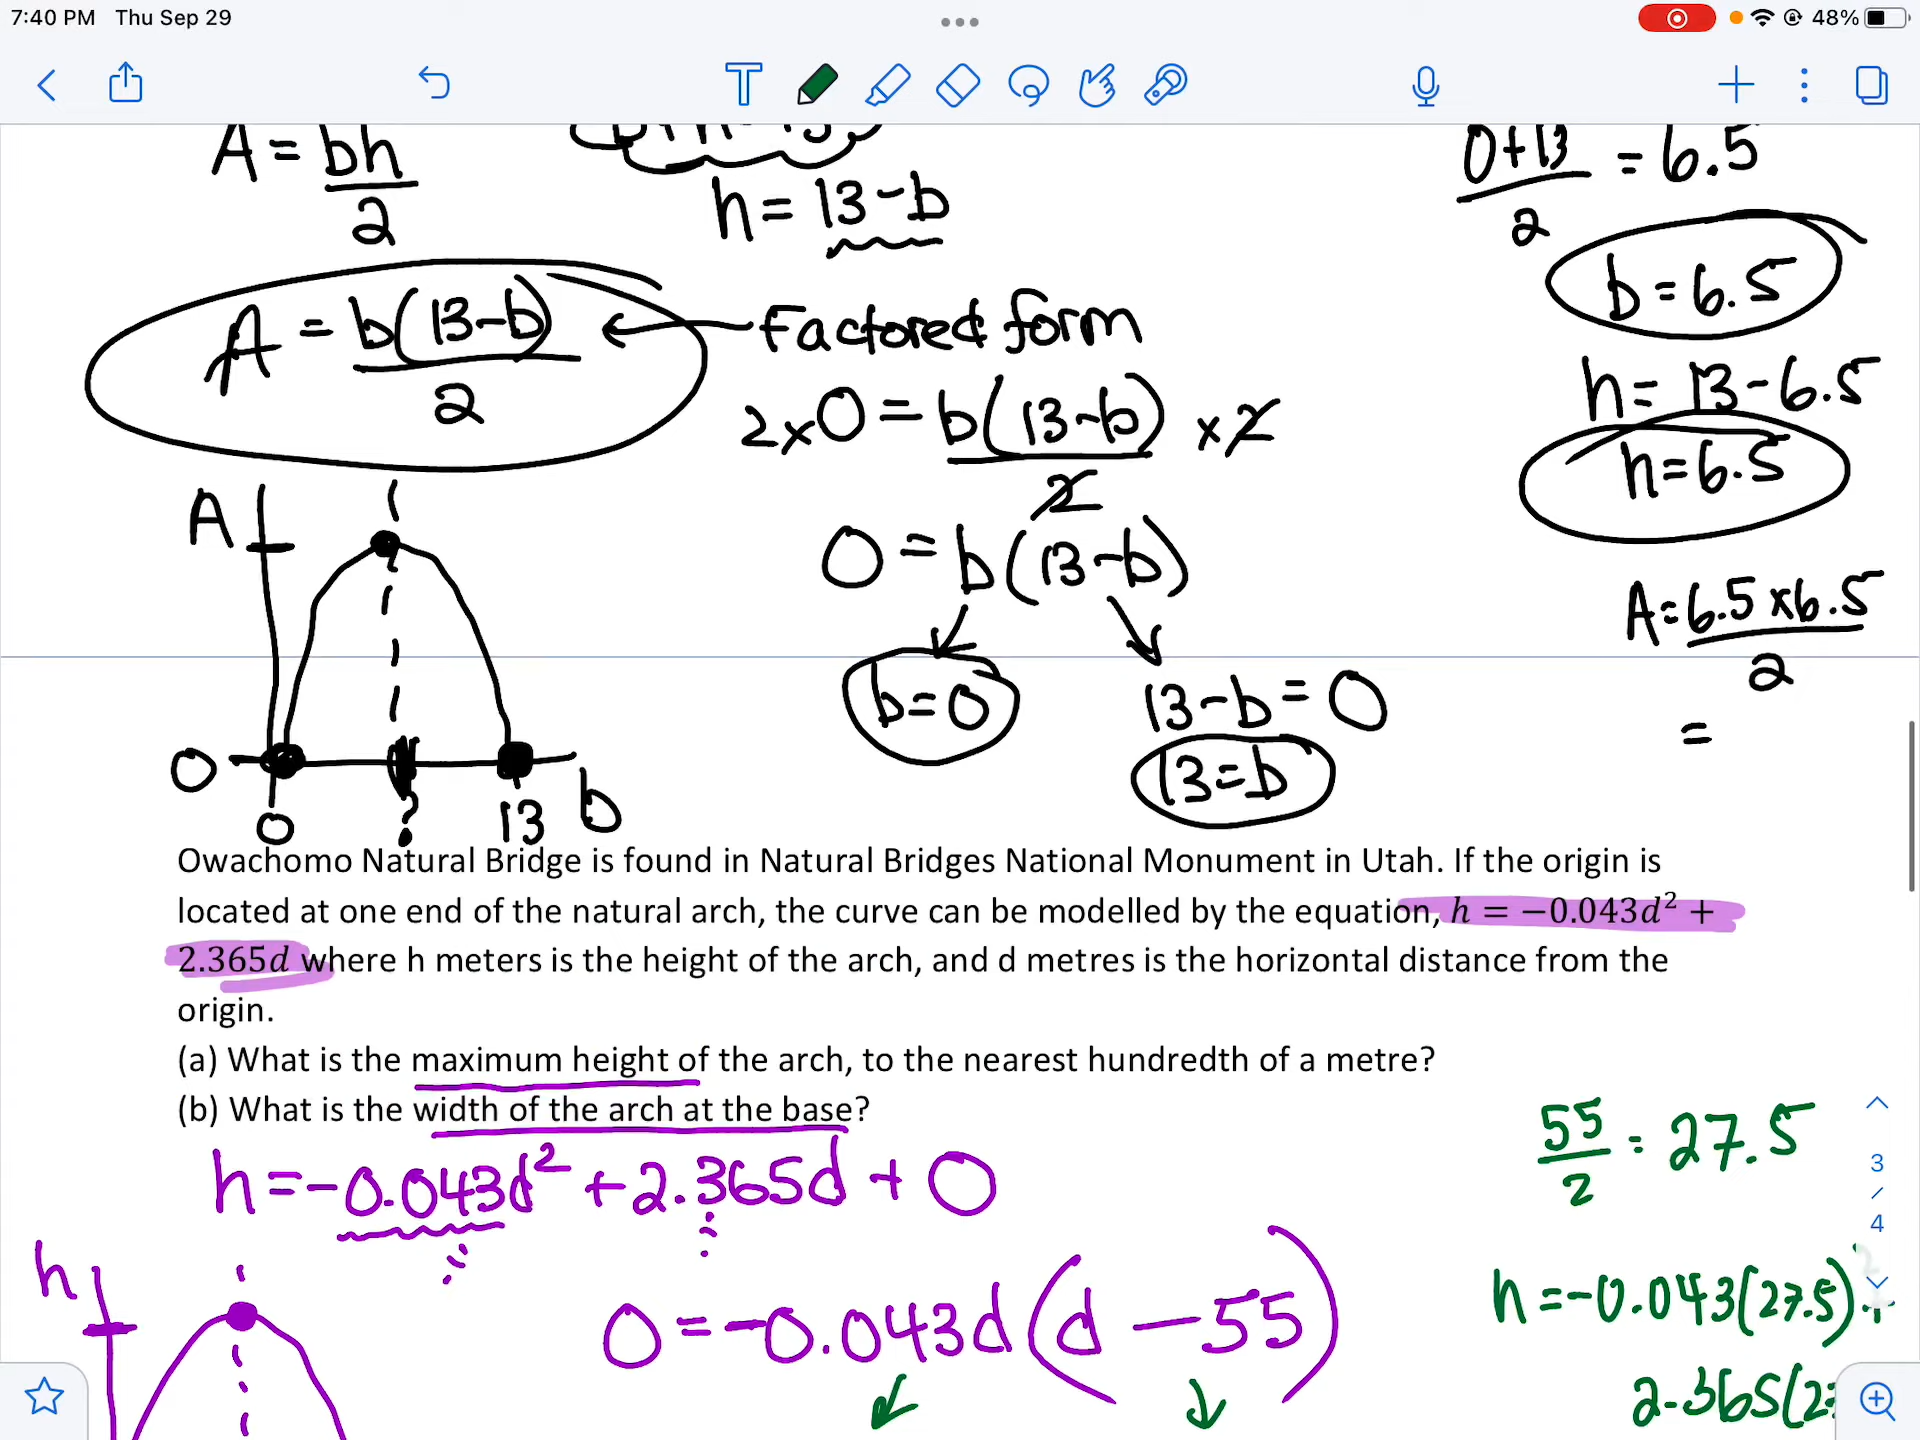 7:40 PM Thu Sep 29
48%
A = bh
2
h = 13 - b
A = b(13-b)
2
Factored form
2 x 0 = b(13-b) x 2
2
0 = b(13-b)
b = 0
13 - b = 0
13 = b
0 + 13 = 6.5
2
b = 6.5
h = 13 - 6.5
h = 6.5
A = 6.5 x 6.5
2
=
A
0
0
?
13
b
Owachomo Natural Bridge is found in Natural Bridges National Monument in Utah. If the origin is
located at one end of the natural arch, the curve can be modelled by the equation, h = −0.043d² +
2.365d where h meters is the height of the arch, and d metres is the horizontal distance from the
origin.
(a) What is the maximum height of the arch, to the nearest hundredth of a metre?
(b) What is the width of the arch at the base?
h = -0.043d² + 2.365d + 0
h
0 = -0.043d(d - 55)
55 = 27.5
2
h = -0.043(27.5)
2.365(2
3
/
4